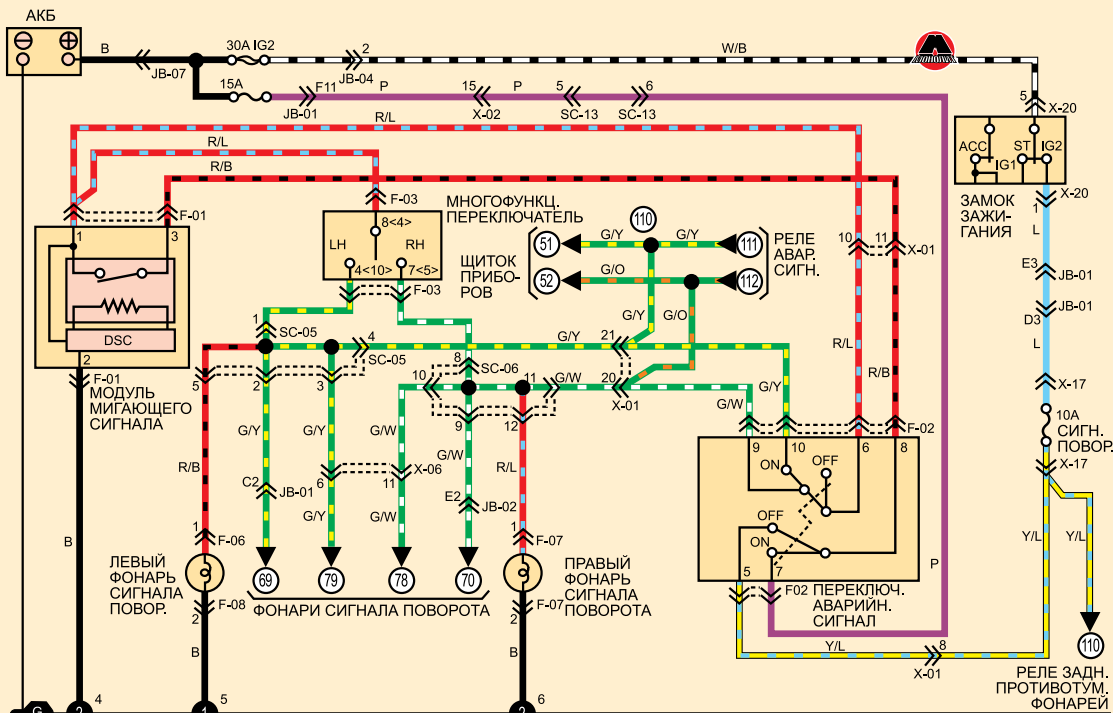 АКБ
B
JB-07
30A IG2
2
JB-04
W/B
МОНОЛИТ
15A
F11
JB-01
P
15
X-02
P
5
SC-13
6
SC-13
5
X-20
R/L
R/L
R/B
ACC
IG1
ST
IG2
X-20
1
ЗАМОК
ЗАЖИ-
ГАНИЯ
L
F-01
1
3
F-03
8<4>
LH
RH
4<10>
7<5>
F-03
МНОГОФУНКЦ.
ПЕРЕКЛЮЧАТЕЛЬ
110
51
G/Y
G/Y
111
52
G/O
112
ЩИТОК
ПРИБО-
РОВ
РЕЛЕ
АВАР.
СИГН.
10
11
X-01
E3
JB-01
JB-01
D3
L
DSC
2
F-01
МОДУЛЬ
МИГАЮЩЕГО
СИГНАЛА
1
SC-05
4
SC-05
G/Y
G/O
G/Y
21
5
2
3
8
SC-06
10
11
G/W
20
X-01
9
12
R/L
R/B
G/Y
G/W
X-17
10A
СИГН.
ПОВОР.
X-17
F-02
G/Y
G/Y
G/W
G/W
R/L
R/B
C2
JB-01
6
G/Y
11
X-06
G/W
E2
JB-02
9
10
6
8
ON
OFF
OFF
ON
5
7
F02
ПЕРЕКЛЮЧ.
АВАРИЙН.
СИГНАЛ
P
Y/L
Y/L
B
1
F-06
ЛЕВЫЙ
ФОНАРЬ
СИГНАЛА
ПОВОР.
F-08
2
B
69
79
78
70
ФОНАРИ СИГНАЛА ПОВОРОТА
1
F-07
ПРАВЫЙ
ФОНАРЬ
СИГНАЛА
ПОВОРОТА
F-07
2
B
Y/L
8
X-01
110
РЕЛЕ ЗАДН.
ПРОТИВОТУМ.
ФОНАРЕЙ
G
4
2
5
1
6
2